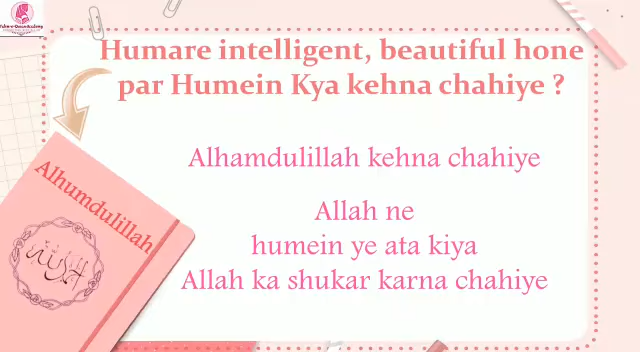 Humare intelligent, beautiful hone
par Humein Kya kehna chahiye ?
Alhamdulillah kehna chahiye
Allah ne
humein ye ata kiya
Allah ka shukar karna chahiye
Alhumdulillah